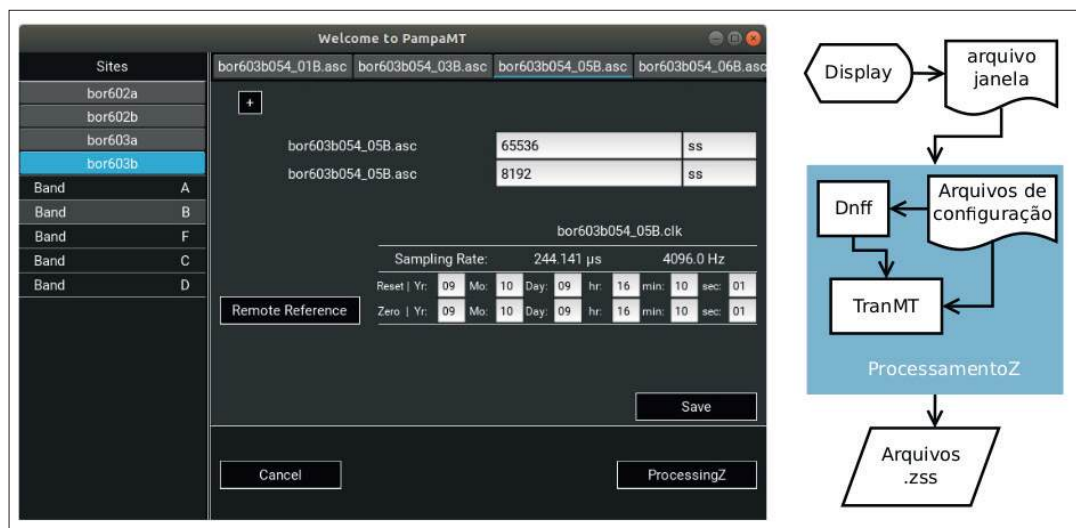 Welcome to PampaMT
Sites
bor602a
bor602b
bor603a
bor603b
Band A
Band B
Band F
Band C
Band D
bor603b054_01B.asc bor603b054_03B.asc bor603b054_05B.asc bor603b054_06B.asc
+
bor603b054_05B.asc 65536 ss
bor603b054_05B.asc 8192 ss
bor603b054_05B.clk
Sampling Rate: 244.141 µs 4096.0 Hz
Reset | Yr: 09 Mo: 10 Day: 09 hr: 16 min: 10 sec: 01
Remote Reference
Zero | Yr: 09 Mo: 10 Day: 09 hr: 16 min: 10 sec: 01
Save
Cancel
ProcessingZ
Display
arquivo
janela
Dnff
Arquivos de
configuração
TranMT
ProcessamentoZ
Arquivos
.zss